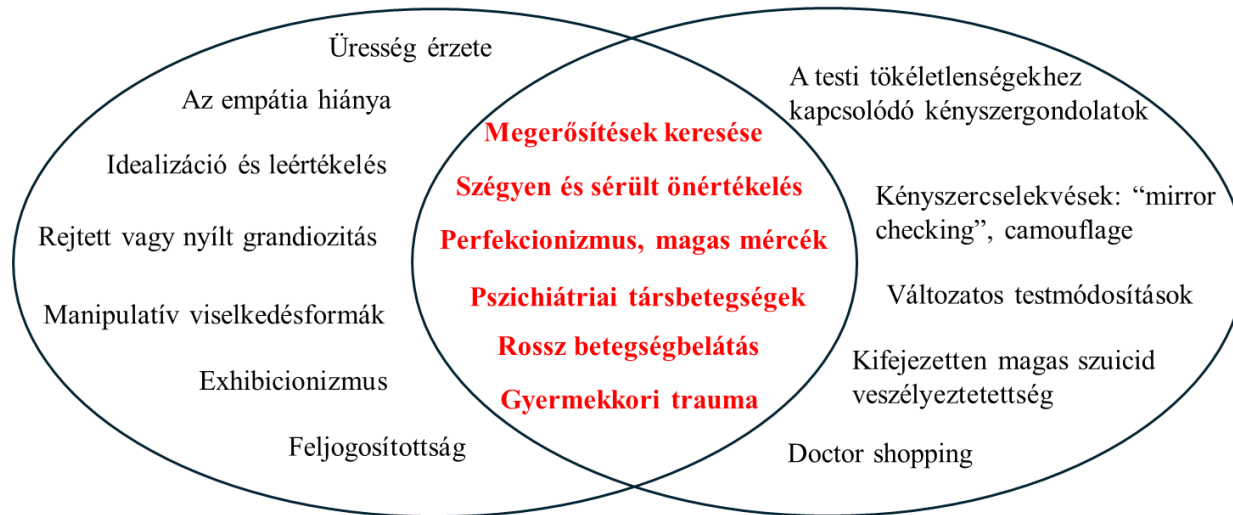 Üresség érzete
Az empátia hiánya
Idealizáció és leértékelés
Rejtett vagy nyílt grandiozitás
Manipulatív viselkedésformák
Exhibicionizmus
Feljogosítottság
Megerősítések keresése
Szégyen és sérült önértékelés
Perfekcionizmus, magas mércék
Pszichiátriai társbetegségek
Rossz betegségbelátás
Gyermekkori trauma
A testi tökéletlenségekhez
kapcsolódó kényszergondolatok
Kényszercselekvések: “mirror
checking”, camouflage
Változatos testmódosítások
Kifejezetten magas szuicid
veszélyeztetettség
Doctor shopping